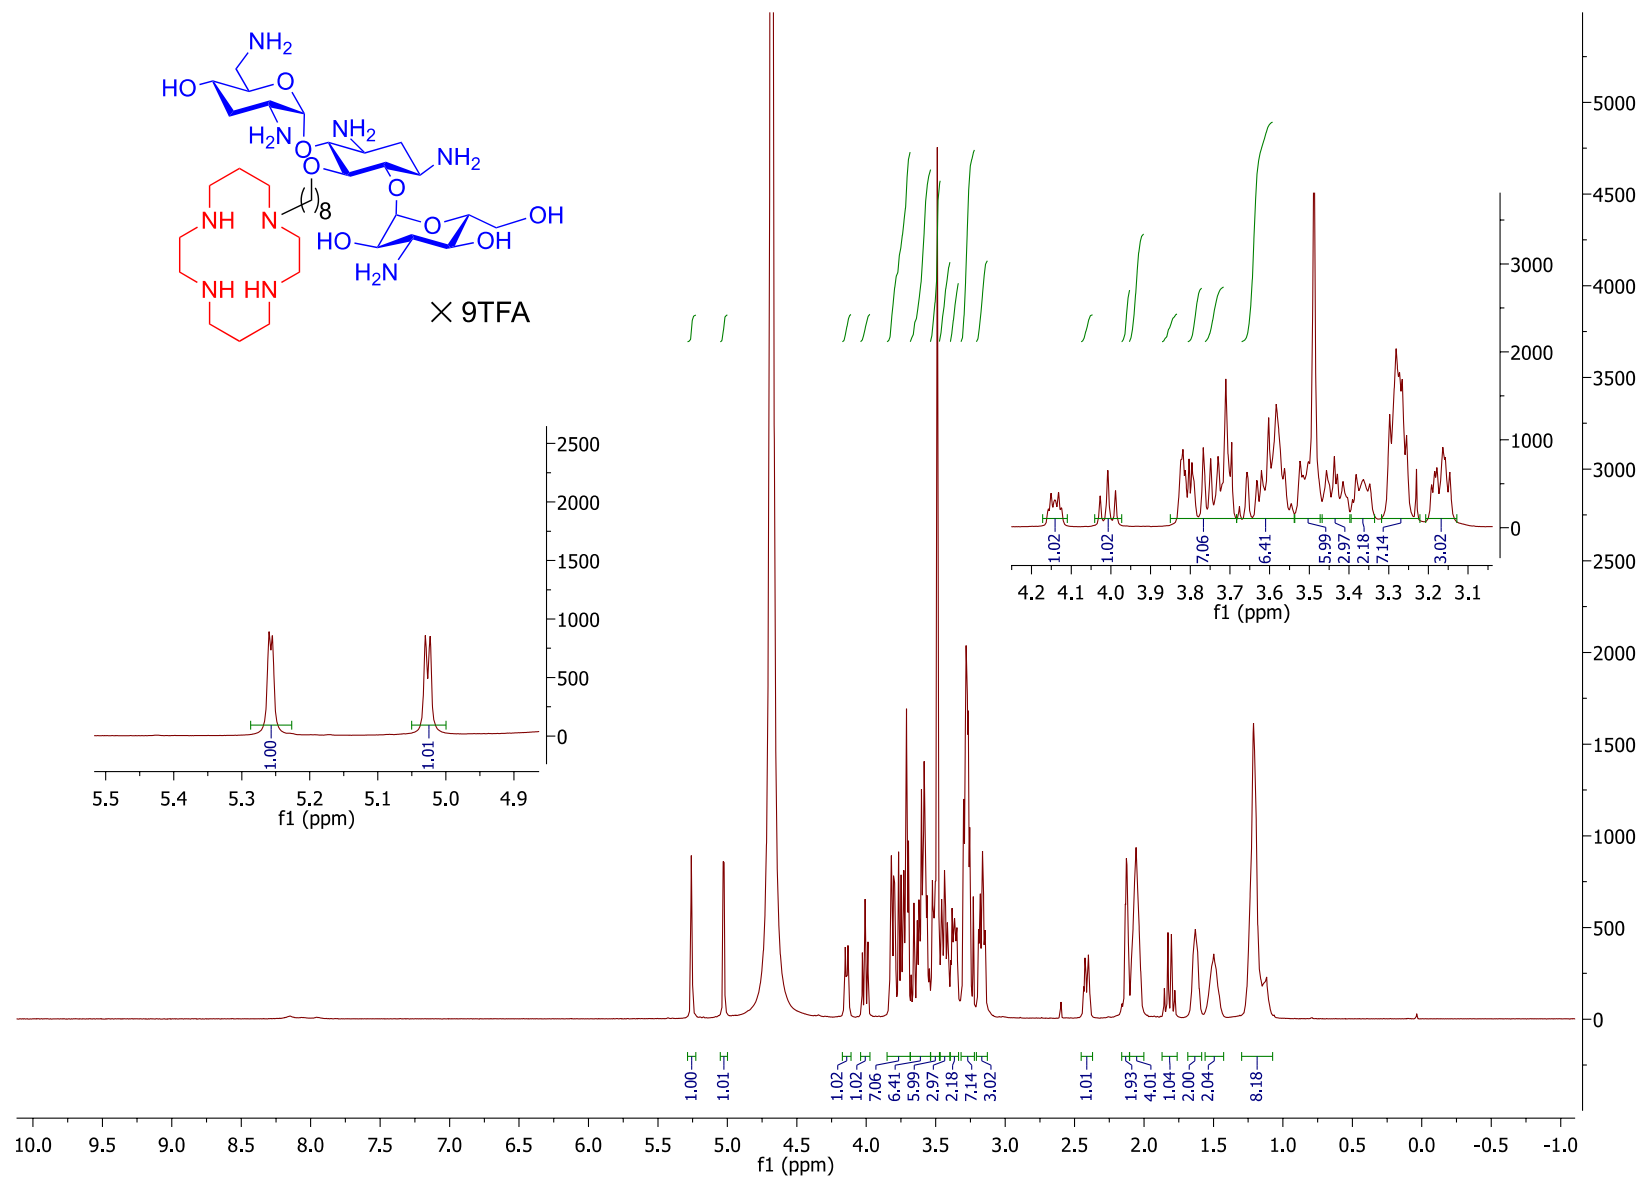 NH2
HO
O
H2N
NH2
O
O
NH2
O
NH
N
8
O
OH
HO
OH
H2N
NH HN
× 9TFA
5000
4500
4000
3500
3000
2500
2000
1500
1000
500
0
3000
2000
1000
0
1.02
1.02
7.06
6.41
5.99
2.97
2.18
7.14
3.02
4.2 4.1 4.0 3.9 3.8 3.7 3.6 3.5 3.4 3.3 3.2 3.1
f1 (ppm)
2500
2000
1500
1000
500
0
1.00
1.01
5.5 5.4 5.3 5.2 5.1 5.0 4.9
f1 (ppm)
1.00
1.01
1.02
1.02
7.06
6.41
5.99
2.97
2.18
7.14
3.02
1.01
1.93
4.01
1.04
2.00
2.04
8.18
10.0 9.5 9.0 8.5 8.0 7.5 7.0 6.5 6.0 5.5 5.0 4.5 4.0 3.5 3.0 2.5 2.0 1.5 1.0 0.5 0.0 -0.5 -1.0
f1 (ppm)